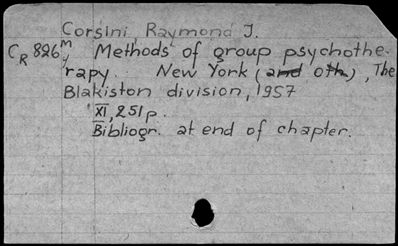 Corsini, Raymond J.
CR 826 m Methods of group psychothe-
y rapy. New York (and oth.), The
Blakiston division, 1957
XI, 251 p.
Bibliogr. at end of chapter.